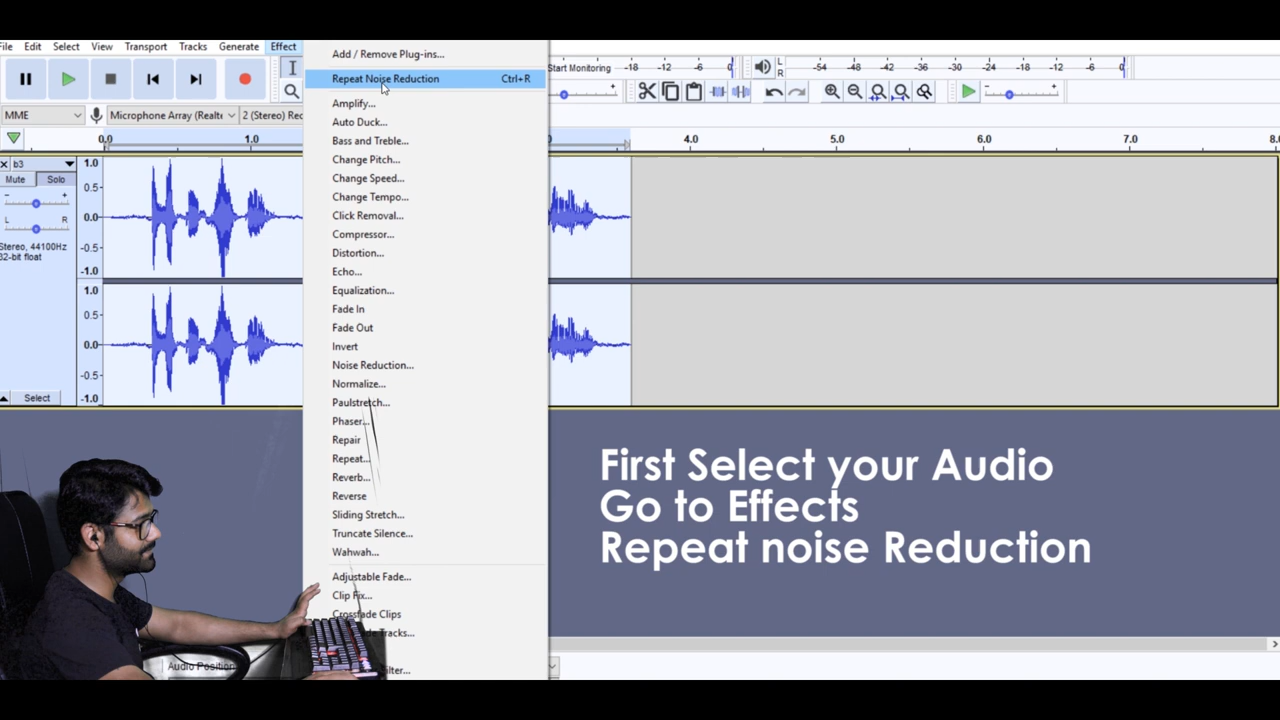 File Edit Select View Transport Tracks Generate Effect
Add / Remove Plug-ins...
Repeat Noise Reduction Ctrl+R
Amplify...
Auto Duck...
Bass and Treble...
Change Pitch...
Change Speed...
Change Tempo...
Click Removal...
Compressor...
Distortion...
Echo...
Equalization...
Fade In
Fade Out
Invert
Noise Reduction...
Normalize...
Paulstretch...
Phaser...
Repair
Repeat...
Reverb...
Reverse
Sliding Stretch...
Truncate Silence...
Wahwah...
Adjustable Fade...
Clip Fix...
Crossfade Clips
Tracks...
Start Monitoring -18 -12 -6 0
L
R
-54 -48 -42 -36 -30 -24 -18 -12 -6 0
MME Microphone Array (Realte 2 (Stereo) Rec
0.0 1.0 4.0 5.0 6.0 7.0 8.0
b3
Mute Solo
- +
L R
Stereo, 44100Hz
32-bit float
Select
1.0
0.5
0.0
-0.5
-1.0
1.0
0.5
0.0
-0.5
-1.0
First Select your Audio
Go to Effects
Repeat noise Reduction
Audio Position